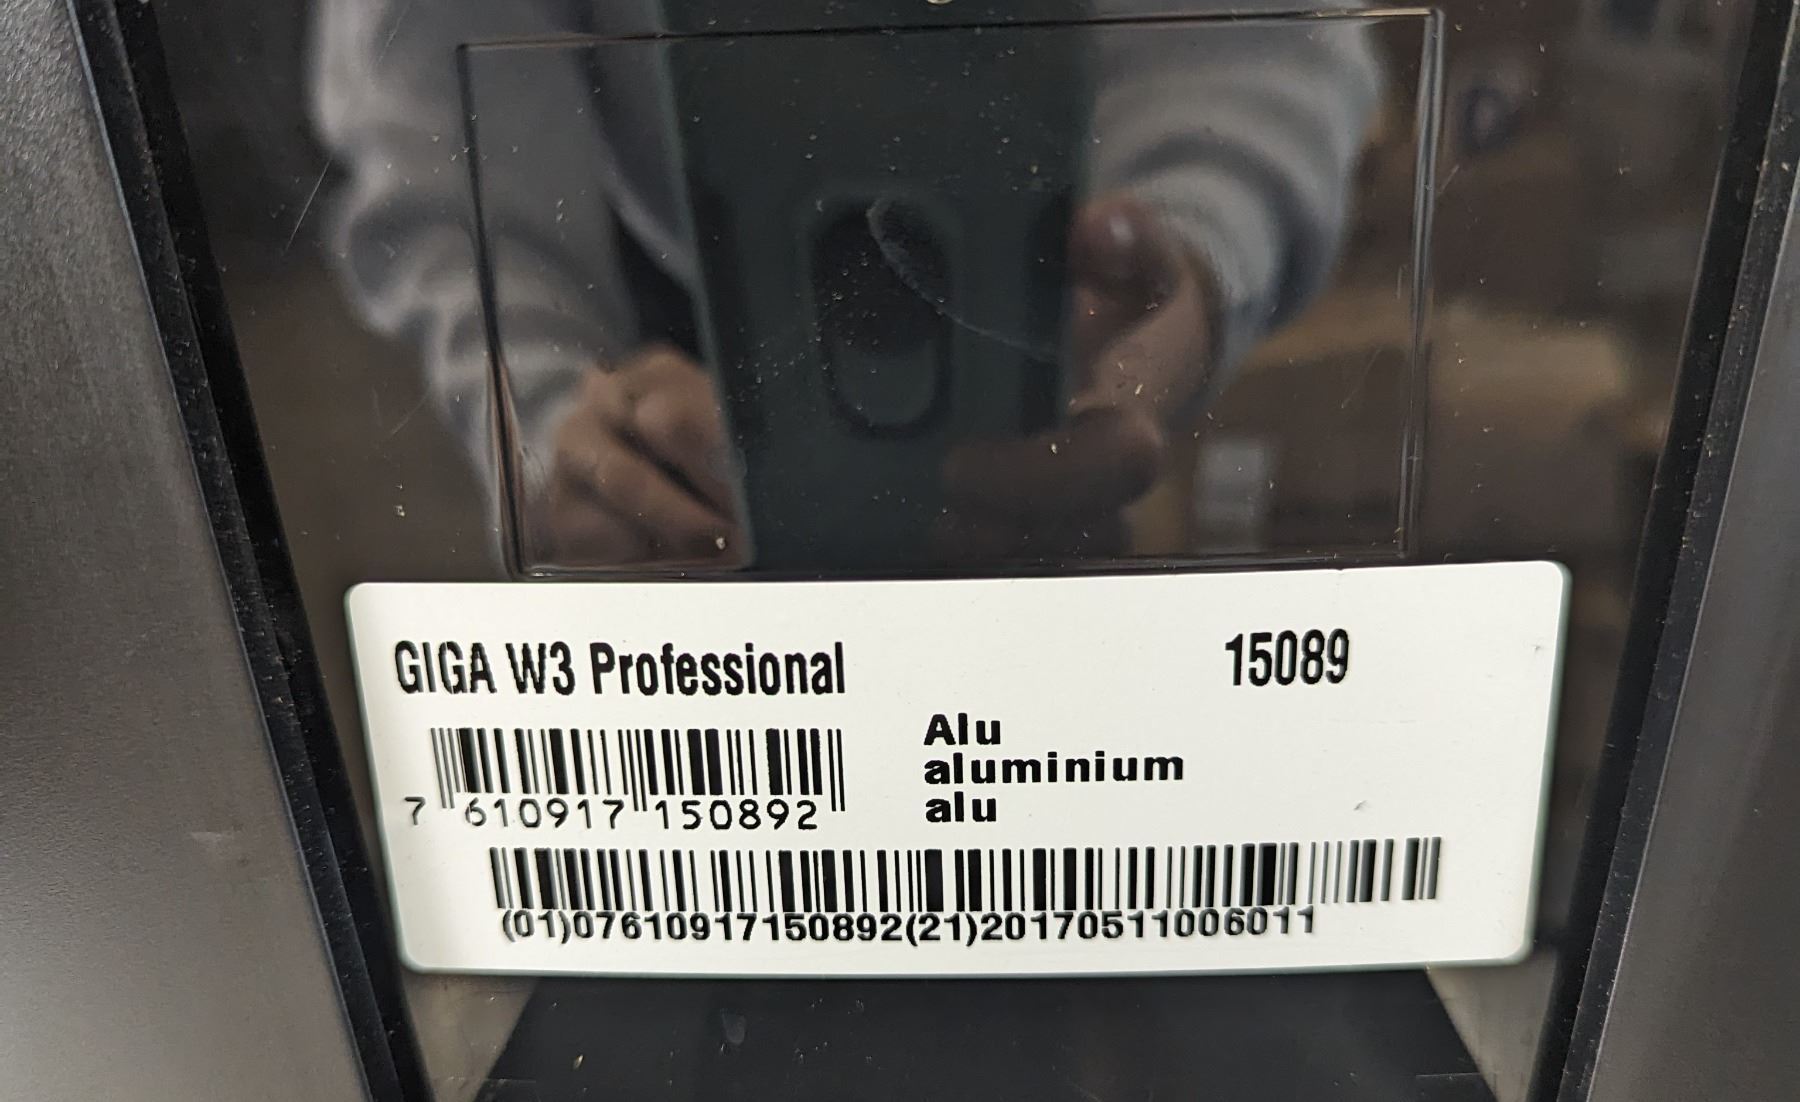 GIGA W3 Professional 15089
Alu
aluminium
alu
7 610917 150892
(01)07610917150892(21)20170511006011